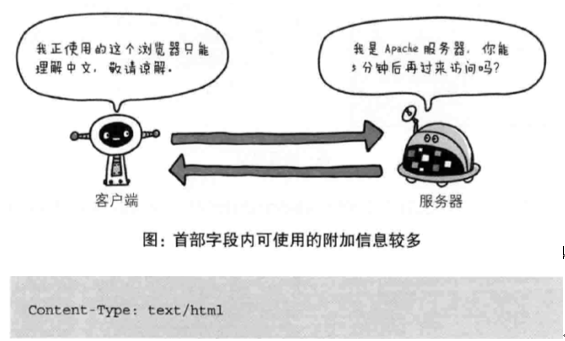 我正使用的这个浏览器只能
理解中文，敬请谅解。
我是 Apache 服务器，你能
5 分钟后再过来访问吗？
客户端
服务器
图：首部字段内可使用的附加信息较多
Content-Type: text/html